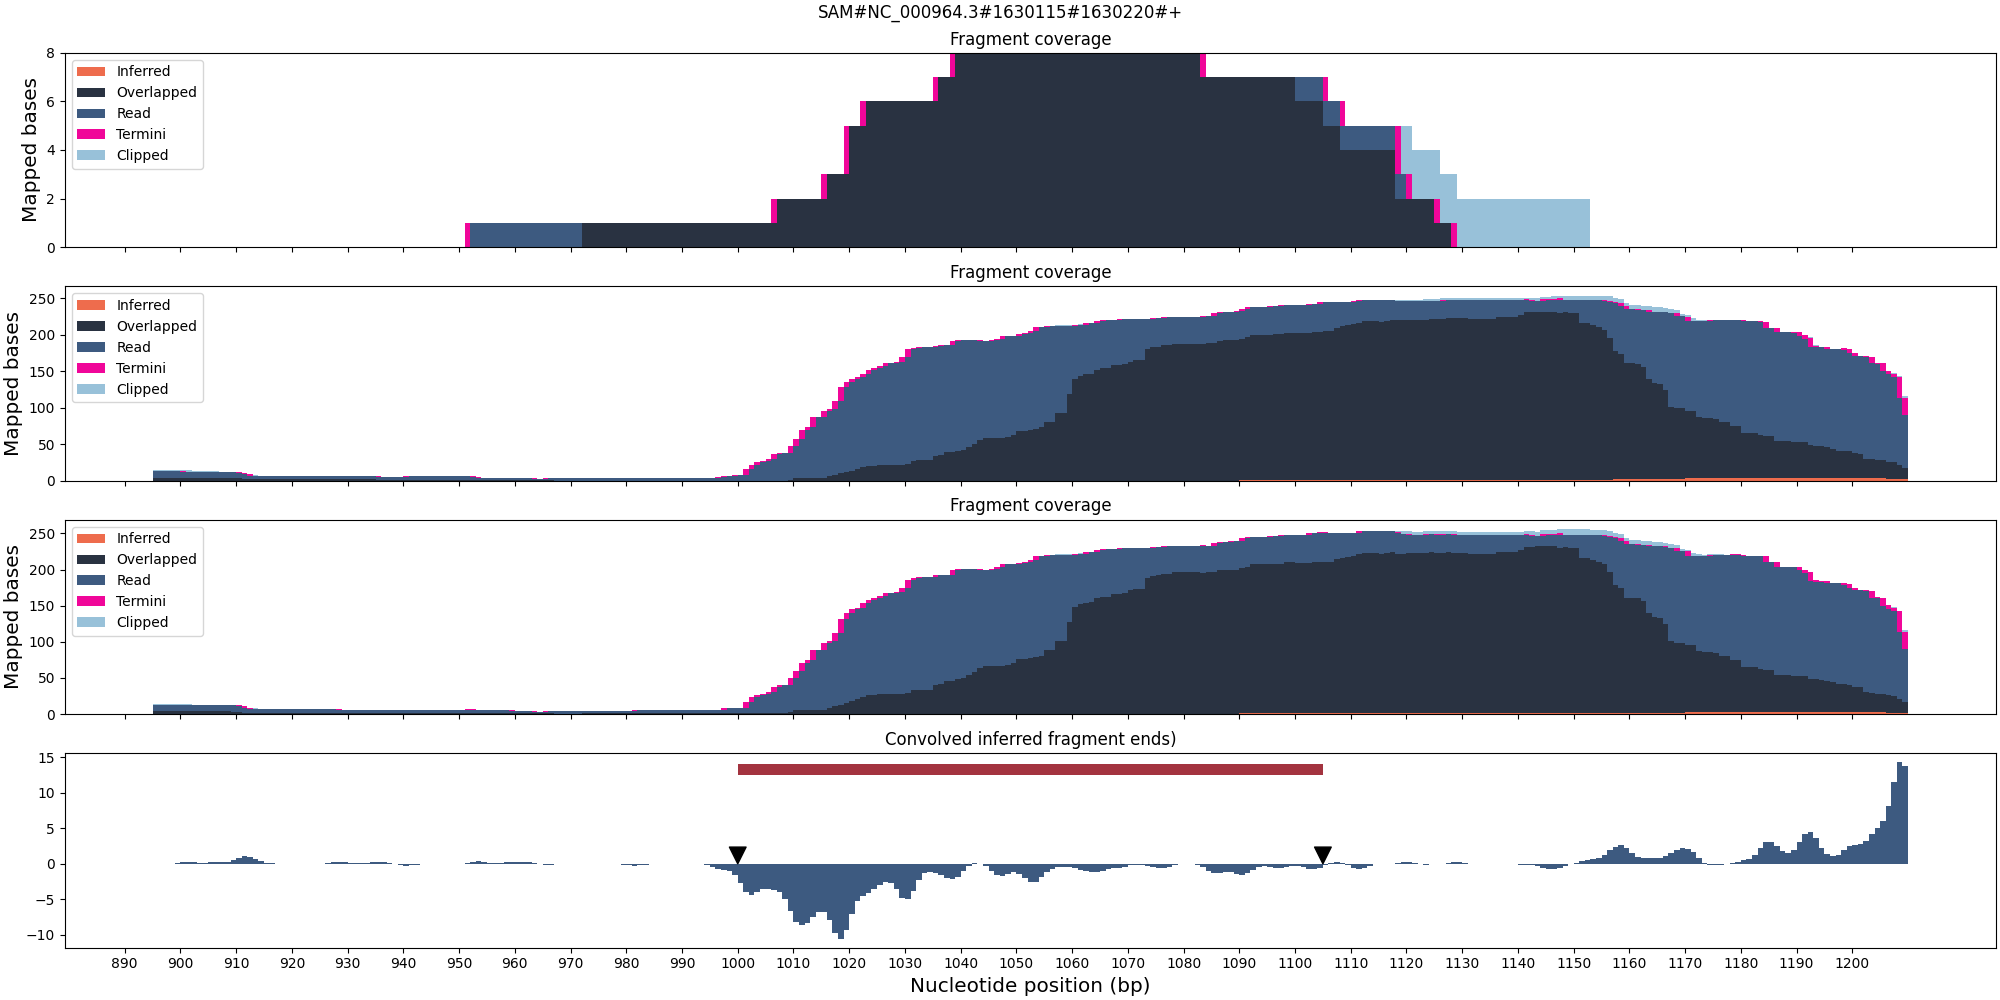 SAM#NC_000964.3#1630115#1630220#+
Fragment coverage
Mapped bases
8
6
4
2
0
Inferred
Overlapped
Read
Termini
Clipped
Fragment coverage
Mapped bases
250
200
150
100
50
0
Inferred
Overlapped
Read
Termini
Clipped
Fragment coverage
Mapped bases
250
200
150
100
50
0
Inferred
Overlapped
Read
Termini
Clipped
Convolved inferred fragment ends)
15
10
5
0
−5
−10
890 900 910 920 930 940 950 960 970 980 990 1000 1010 1020 1030 1040 1050 1060 1070 1080 1090 1100 1110 1120 1130 1140 1150 1160 1170 1180 1190 1200
Nucleotide position (bp)